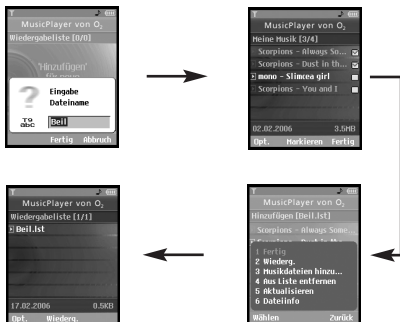 MusicPlayer von O₂
Wiedergabeliste [0/0]
'Hinzufügen'
Eingabe
Dateiname
T9
abc
Beil
Fertig Abbruch
MusicPlayer von O₂
Meine Musik [3/4]
Scorpions - Always So...
Scorpions - Dust in th...
mono - Slimcea girl
Scorpions - You and I
02.02.2006 3.5MB
Opt. Markieren Fertig
MusicPlayer von O₂
Hinzufügen [Beil.lst]
Scorpions - Always Some...
1 Fertig
2 Wiederg.
3 Musikdateien hinzu...
4 Aus Liste entfernen
5 Aktualisieren
6 Dateiinfo
Wählen Zurück
MusicPlayer von O₂
Wiedergabeliste [1/1]
Beil.lst
17.02.2006 0.5KB
Opt. Wiederg.